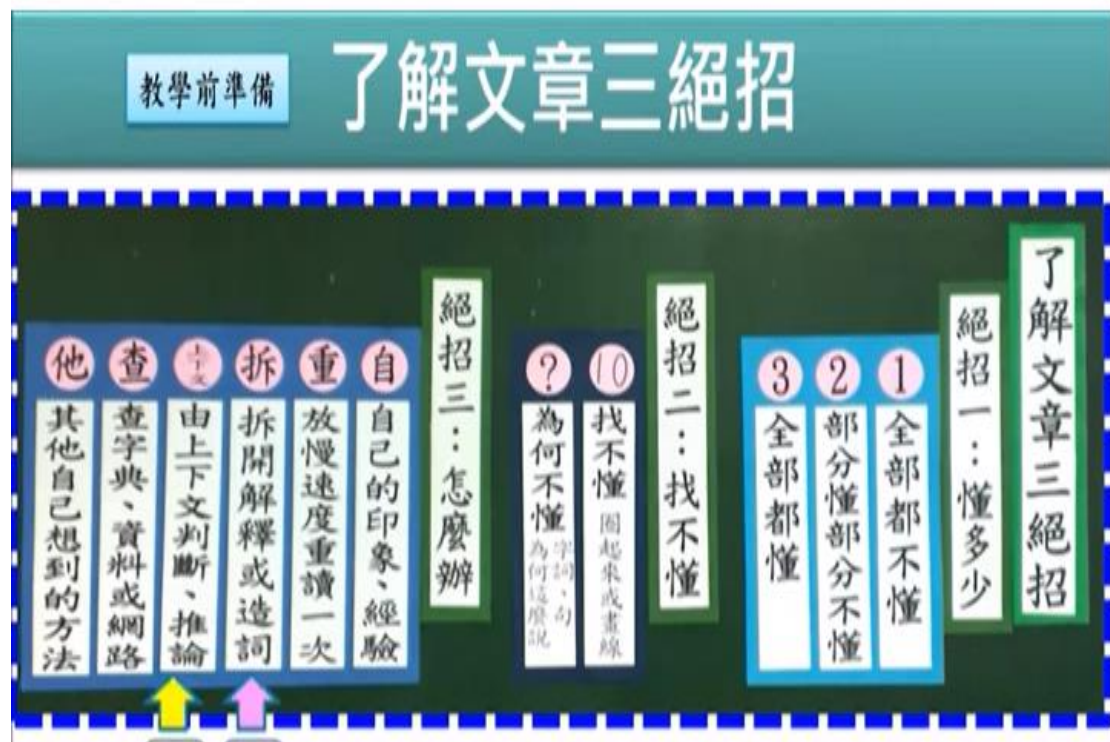 教學前準備
了解文章三絕招
了解文章三絕招
絕招一：懂多少
1
全部都不懂
2
部分懂部分不懂
3
全部都懂
絕招二：找不懂
10
找不懂 圈起來或畫線
?
為何不懂 字詞、句
為何這麼說
絕招三：怎麼辦
自
自己的印象、經驗
重
放慢速度重讀一次
拆
拆開解釋或造詞
上下文
由上下文判斷、推論
查
查字典、資料或網路
他
其他自己想到的方法